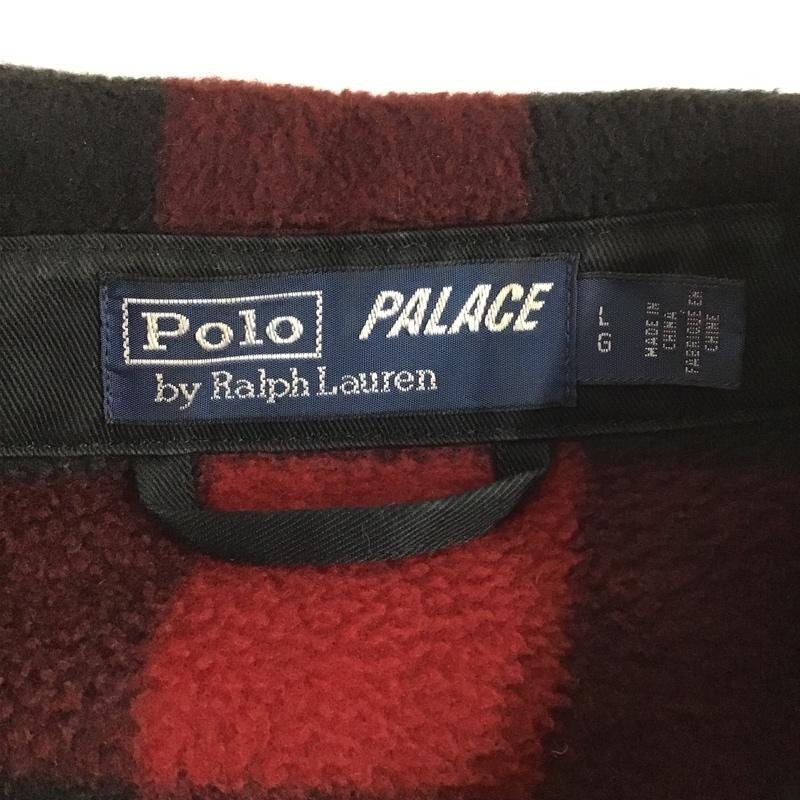 Polo PALACE
by Ralph Lauren
L
G
MADE IN
CHINA
FABRIQUÉ EN
CHINE